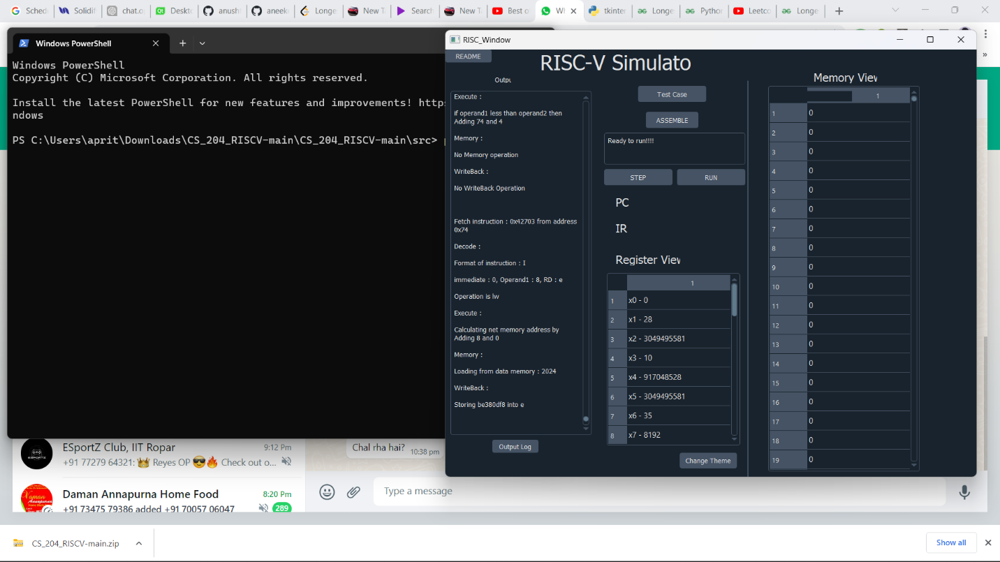 Schedu
Solidif
chat.o
Deskto
anush
aneek
Longe
New Ta
Search
New Ta
Best o
Wh
tkinter
Longe
Pythor
Leetco
Longe
Windows PowerShell
Windows PowerShell
Copyright (C) Microsoft Corporation. All rights reserved.
Install the latest PowerShell for new features and improvements! https
ndows
PS C:\Users\aprit\Downloads\CS_204_RISCV-main\CS_204_RISCV-main\src>
RISC_Window
README
RISC-V Simulato
Outpu
Execute :
if operand1 less than operand2 then
Adding 74 and 4
Memory :
No Memory operation
WriteBack :
No WriteBack Operation
Fetch instruction : 0x42703 from address
0x74
Decode :
Format of instruction : I
immediate : 0, Operand1 : 8, RD : e
Operation is lw
Execute :
Calculating net memory address by
Adding 8 and 0
Memory :
Loading from data memory : 2024
WriteBack :
Storing be380df8 into e
Output Log
Test Case
ASSEMBLE
Ready to run!!!!
STEP
RUN
PC
IR
Register View
1
1 x0 - 0
2 x1 - 28
3 x2 - 3049495581
4 x3 - 10
5 x4 - 917048528
6 x5 - 3049495581
7 x6 - 35
8 x7 - 8192
Change Theme
Memory View
1
1 0
2 0
3 0
4 0
5 0
6 0
7 0
8 0
9 0
10 0
11 0
12 0
13 0
14 0
15 0
16 0
17 0
18 0
19 0
ESportZ Club, IIT Ropar
9:12 Pm
+91 77279 64321: 👑 Reyes OP 😎🔥 Check out o...
Daman Annapurna Home Food
8:20 Pm
+91 73475 79386 added +91 70057 06047
289
Chal rha hai?
10:38 pm
Type a message
CS_204_RISCV-main.zip
Show all